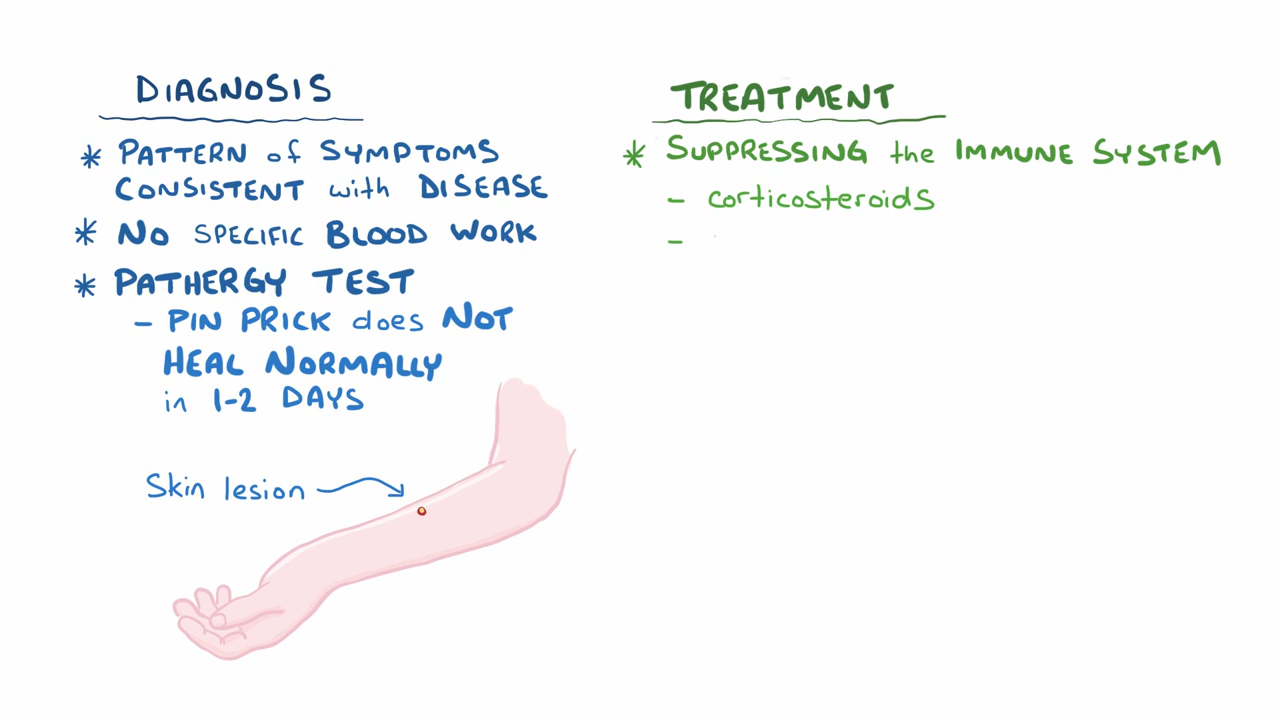 DIAGNOSIS
* PATTERN of SYMPTOMS
CONSISTENT with DISEASE
* NO SPECIFIC BLOOD WORK
* PATHERGY TEST
- PIN PRICK does NOT
HEAL NORMALLY
in 1-2 DAYS
Skin lesion
TREATMENT
* SUPPRESSING the IMMUNE SYSTEM
- corticosteroids
-